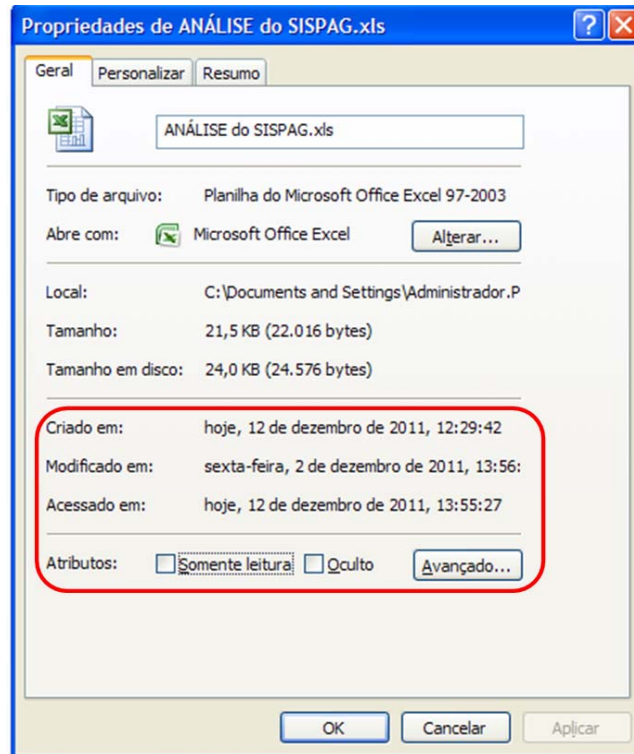 Propriedades de ANÁLISE do SISPAG.xls
Geral Personalizar Resumo
ANÁLISE do SISPAG.xls
Tipo de arquivo: Planilha do Microsoft Office Excel 97-2003
Abre com: Microsoft Office Excel Alterar...
Local: C:\Documents and Settings\Administrador.P
Tamanho: 21,5 KB (22.016 bytes)
Tamanho em disco: 24,0 KB (24.576 bytes)
Criado em: hoje, 12 de dezembro de 2011, 12:29:42
Modificado em: sexta-feira, 2 de dezembro de 2011, 13:56:
Acessado em: hoje, 12 de dezembro de 2011, 13:55:27
Atributos: Somente leitura Oculto Avançado...
OK Cancelar Aplicar